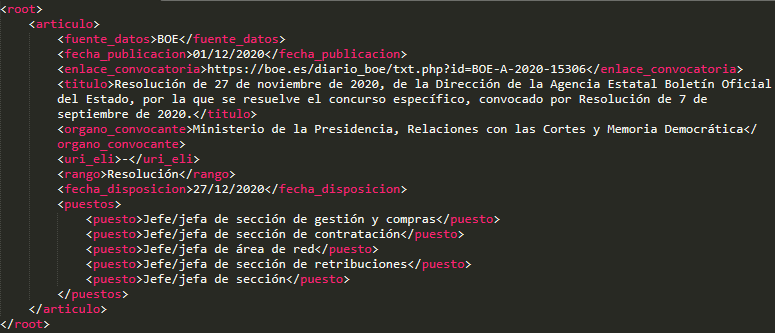 <root>
<articulo>
<fuente_datos>BOE</fuente_datos>
<fecha_publicacion>01/12/2020</fecha_publicacion>
<enlace_convocatoria>https://boe.es/diario_boe/txt.php?id=BOE-A-2020-15306</enlace_convocatoria>
<titulo>Resolución de 27 de noviembre de 2020, de la Dirección de la Agencia Estatal Boletín Oficial
del Estado, por la que se resuelve el concurso específico, convocado por Resolución de 7 de
septiembre de 2020.</titulo>
<organo_convocante>Ministerio de la Presidencia, Relaciones con las Cortes y Memoria Democrática</
organo_convocante>
<uri_eli>-</uri_eli>
<rango>Resolución</rango>
<fecha_disposicion>27/12/2020</fecha_disposicion>
<puestos>
<puesto>Jefe/jefa de sección de gestión y compras</puesto>
<puesto>Jefe/jefa de sección de contratación</puesto>
<puesto>Jefe/jefa de área de red</puesto>
<puesto>Jefe/jefa de sección de retribuciones</puesto>
<puesto>Jefe/jefa de sección</puesto>
</puestos>
</articulo>
</root>